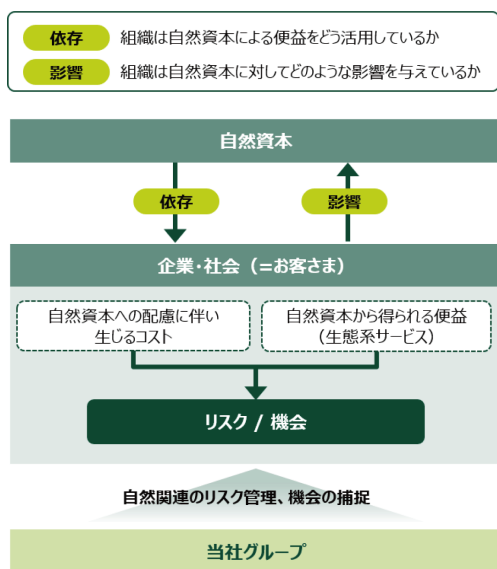 依存 組織は自然資本による便益をどう活用しているか
影響 組織は自然資本に対してどのような影響を与えているか
自然資本
依存
影響
企業・社会（=お客さま）
自然資本への配慮に伴い
生じるコスト
自然資本から得られる便益
（生態系サービス）
リスク / 機会
自然関連のリスク管理、機会の捕捉
当社グループ